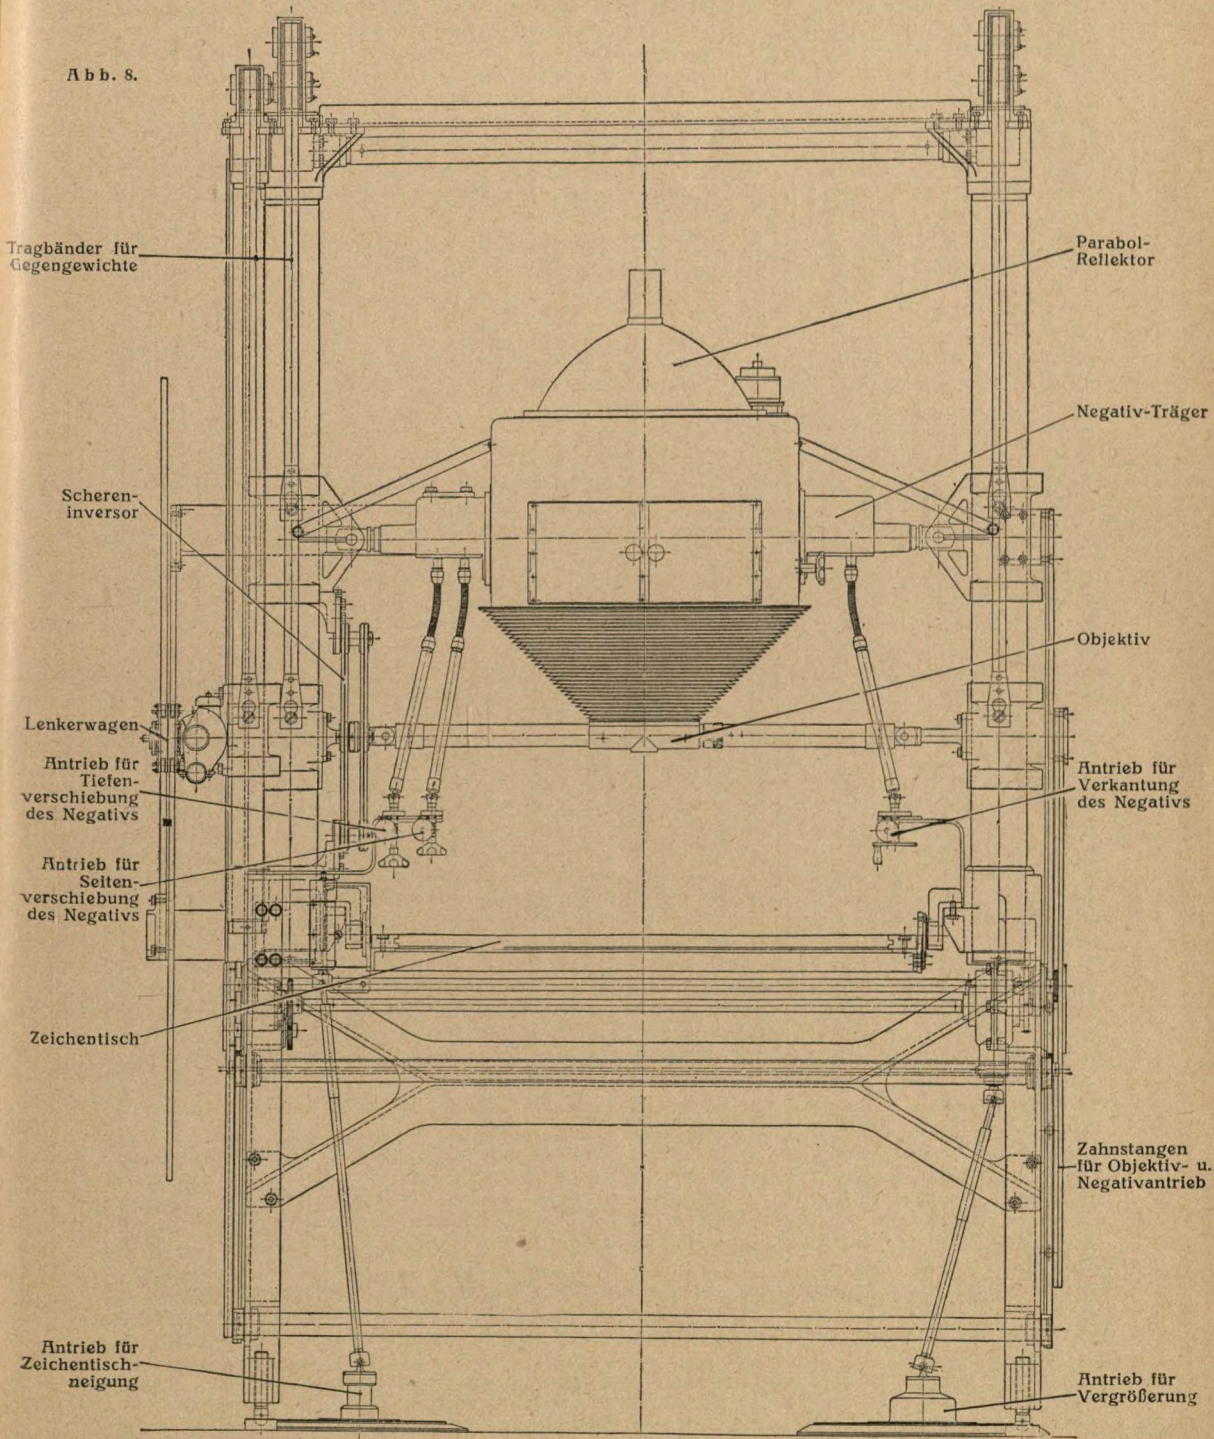 Abb. 8.
Tragbänder für
Gegengewichte
Parabol-
Reflektor
Negativ-Träger
Scheren-
inversor
Objektiv
Lenkerwagen
Antrieb für
Tiefen-
verschiebung
des Negativs
Antrieb für
Verkantung
des Negativs
Antrieb für
Seiten-
verschiebung
des Negativs
Zeichentisch
Zahnstangen
für Objektiv- u.
Negativantrieb
Antrieb für
Zeichentisch-
neigung
Antrieb für
Vergrößerung